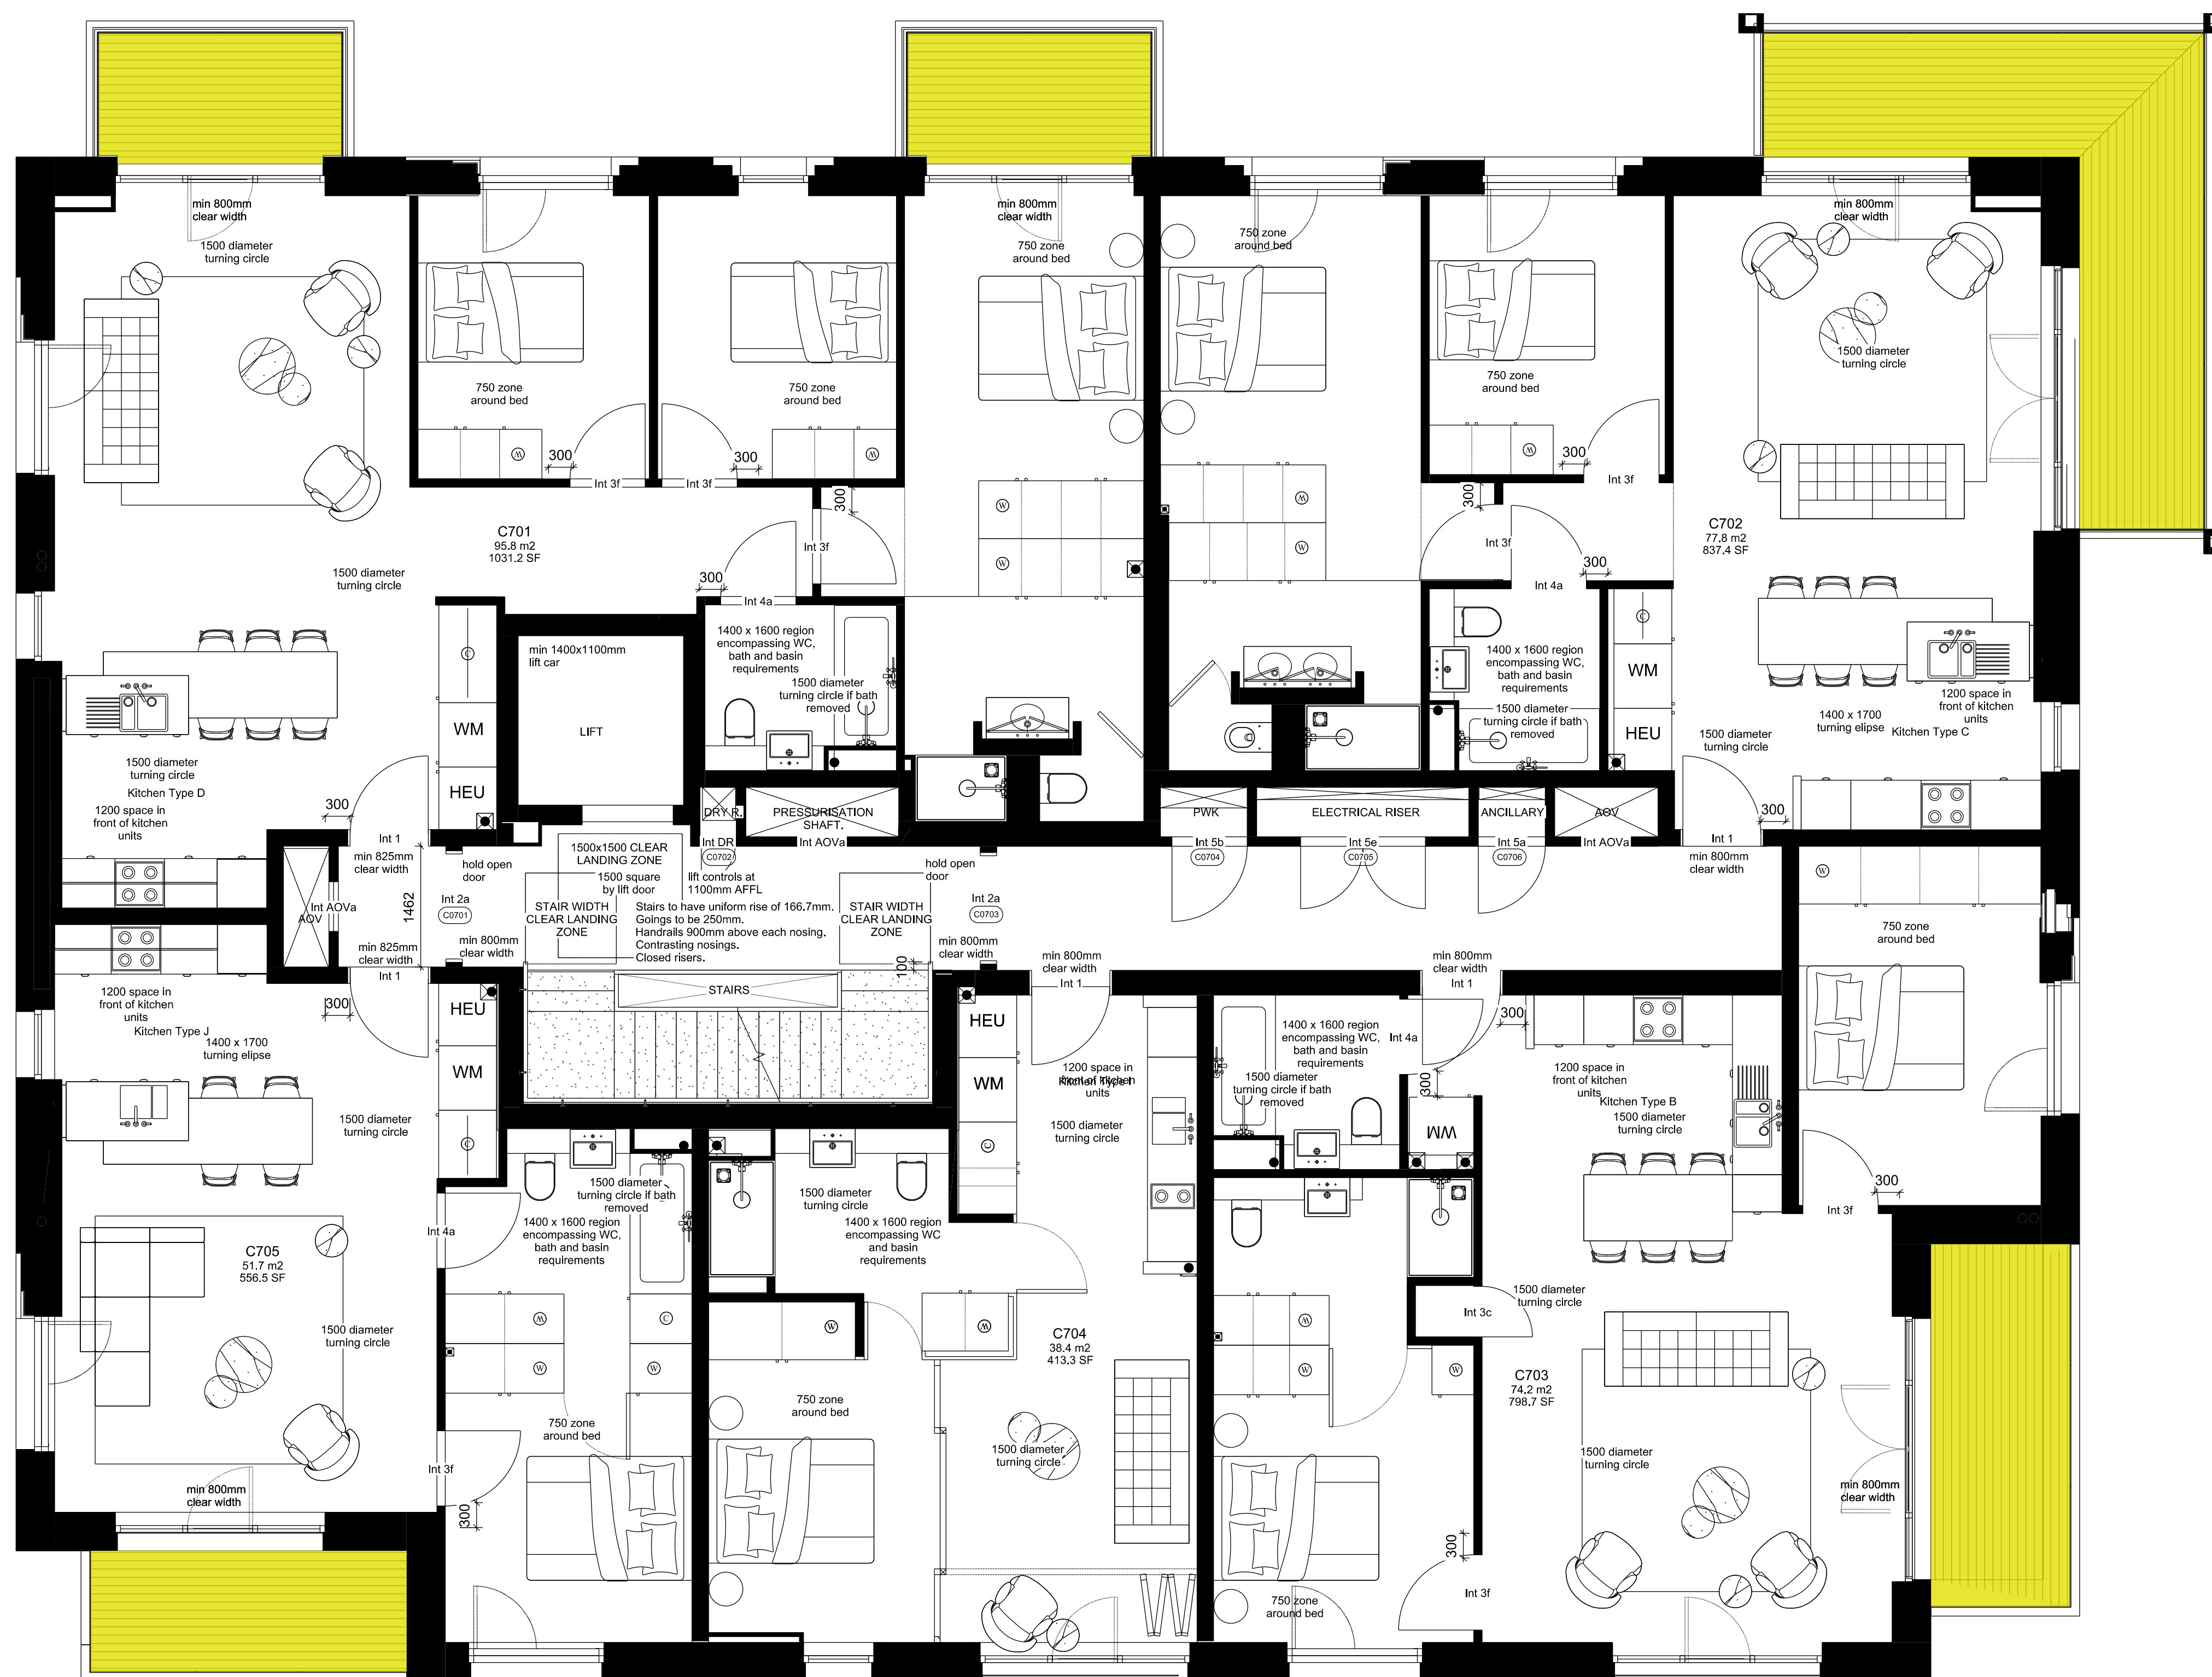 min 800mm
clear width
1500 diameter
turning circle
min 800mm
clear width
750 zone
around bed
750 zone
around bed
min 800mm
clear width
1500 diameter
turning circle
750 zone
around bed
W
300
Int 3f
750 zone
around bed
W
300
Int 3f
750 zone
around bed
W
300
Int 3f
C701
95.8 m2
1031.2 SF
1500 diameter
turning circle
300
Int 3f
W
W
W
W
300
Int 3f
300
Int 4a
C702
77.8 m2
837.4 SF
300
Int 4a
1400 x 1600 region
encompassing WC,
bath and basin
requirements
1500 diameter
turning circle if bath
removed
min 1400x1100mm
lift car
LIFT
C
WM
HEU
1400 x 1600 region
encompassing WC,
bath and basin
requirements
1500 diameter
turning circle if bath
removed
C
WM
HEU
1200 space in
front of kitchen
units
1400 x 1700
turning elipse
Kitchen Type C
1500 diameter
turning circle
1500 diameter
turning circle
Kitchen Type D
1200 space in
front of kitchen
units
300
Int 1
min 825mm
clear width
DRY R.
PRESSURISATION
SHAFT.
Int DR
C0702
Int AOVa
PWK
Int 5b
C0704
ELECTRICAL RISER
Int 5e
C0705
ANCILLARY
Int 5a
C0706
AOV
Int AOVa
300
Int 1
min 800mm
clear width
AOV
Int AOVa
1462
hold open
door
Int 2a
C0701
min 800mm
clear width
1500x1500 CLEAR
LANDING ZONE
1500 square
by lift door
lift controls at
1100mm AFFL
STAIR WIDTH
CLEAR LANDING
ZONE
Stairs to have uniform rise of 166.7mm.
Goings to be 250mm.
Handrails 900mm above each nosing.
Contrasting nosings.
Closed risers.
STAIR WIDTH
CLEAR LANDING
ZONE
hold open
door
Int 2a
C0703
min 800mm
clear width
100
STAIRS
min 825mm
clear width
Int 1
300
1200 space in
front of kitchen
units
Kitchen Type J
1400 x 1700
turning elipse
1500 diameter
turning circle
HEU
WM
C
min 800mm
clear width
Int 1
HEU
WM
C
1200 space in
front of kitchen
units
1500 diameter
turning circle
min 800mm
clear width
Int 1
1400 x 1600 region
encompassing WC,
bath and basin
requirements
Int 4a
1500 diameter
turning circle if bath
removed
300
WM
300
1200 space in
front of kitchen
units
Kitchen Type B
1500 diameter
turning circle
W
750 zone
around bed
300
Int 3f
C705
51.7 m2
556.5 SF
1500 diameter
turning circle
min 800mm
clear width
Int 4a
1500 diameter
turning circle if bath
removed
1400 x 1600 region
encompassing WC,
bath and basin
requirements
W
W
C
W
750 zone
around bed
Int 3f
300
1500 diameter
turning circle
1400 x 1600 region
encompassing WC
and basin
requirements
W
W
750 zone
around bed
C704
38.4 m2
413.3 SF
1500 diameter
turning circle
W
W
W
Int 3c
1500 diameter
turning circle
C703
74.2 m2
798.7 SF
1500 diameter
turning circle
min 800mm
clear width
300
Int 3f
750 zone
around bed